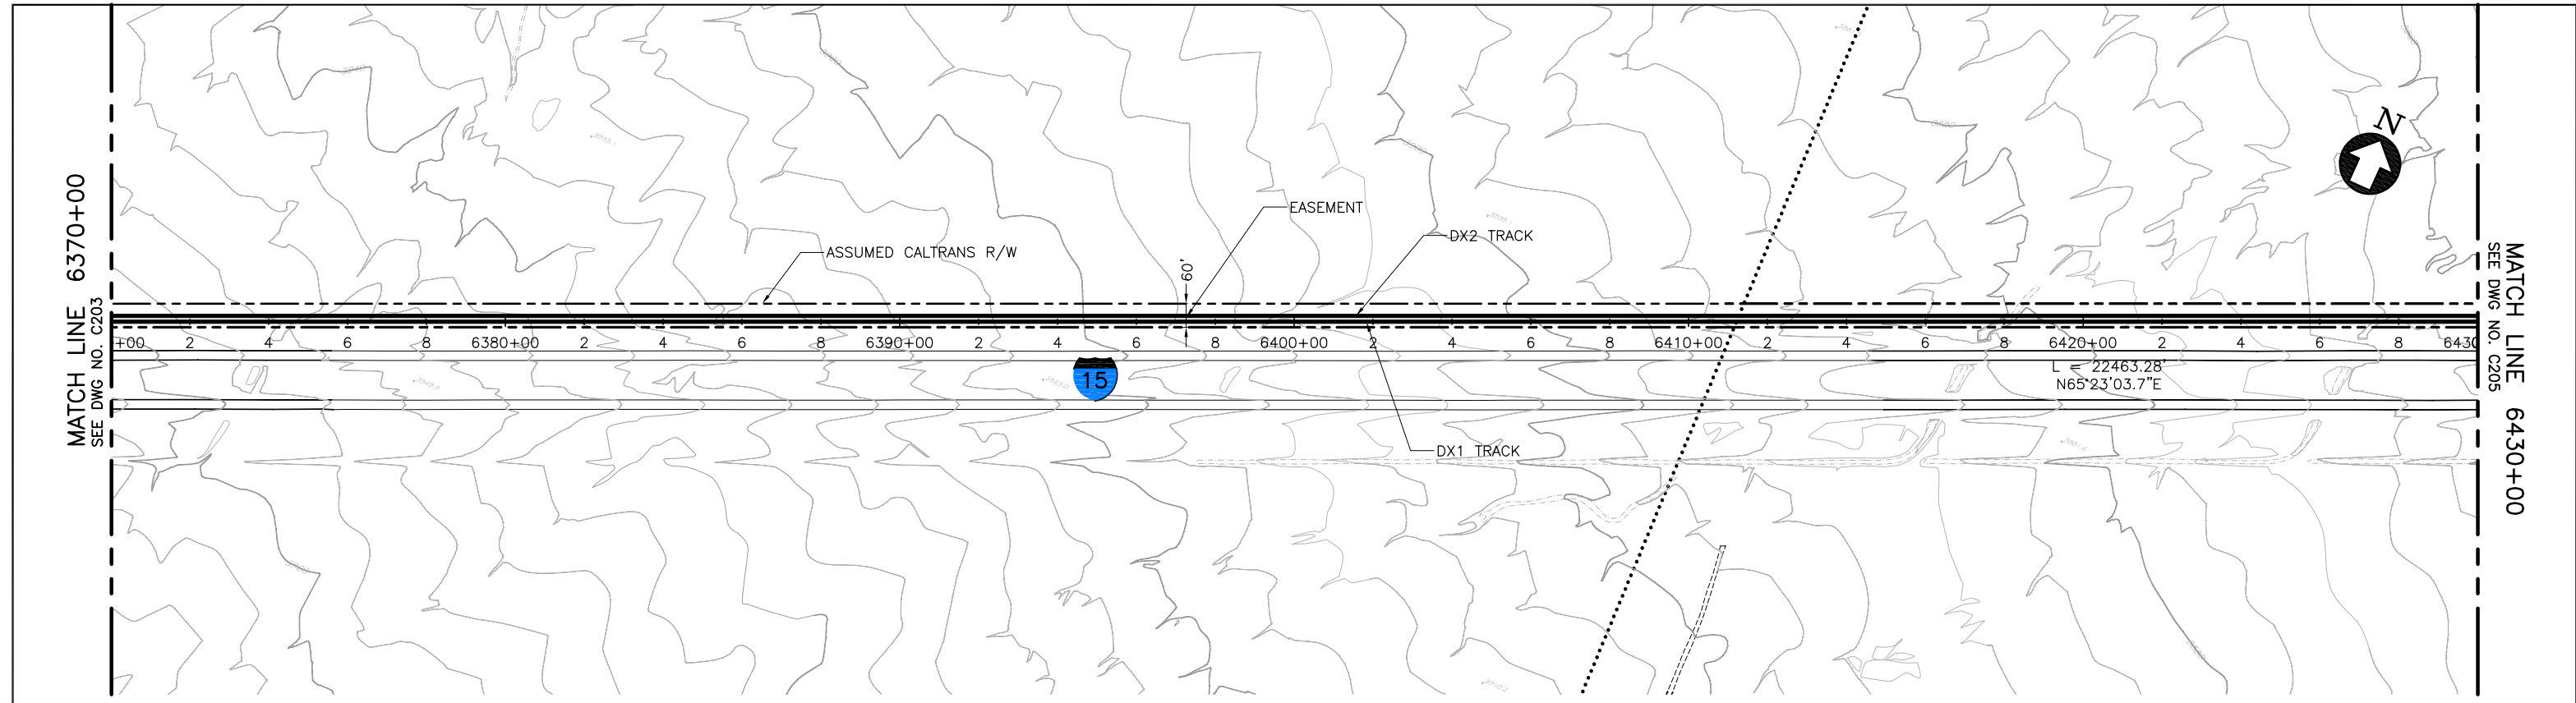 N
MATCH LINE 6370+00
SEE DWG NO. C203
EASEMENT
DX2 TRACK
ASSUMED CALTRANS R/W
60'
MATCH LINE 6430+00
SEE DWG NO. C205
+00 2 4 6 8 6380+00 2 4 6 8 6390+00 2 4 6 8 6400+00 2 4 6 8 6410+00 2 4 6 8 6420+00 2 4 6 8 6430
15
L = 22463.28'
N65°23'03.7"E
DX1 TRACK